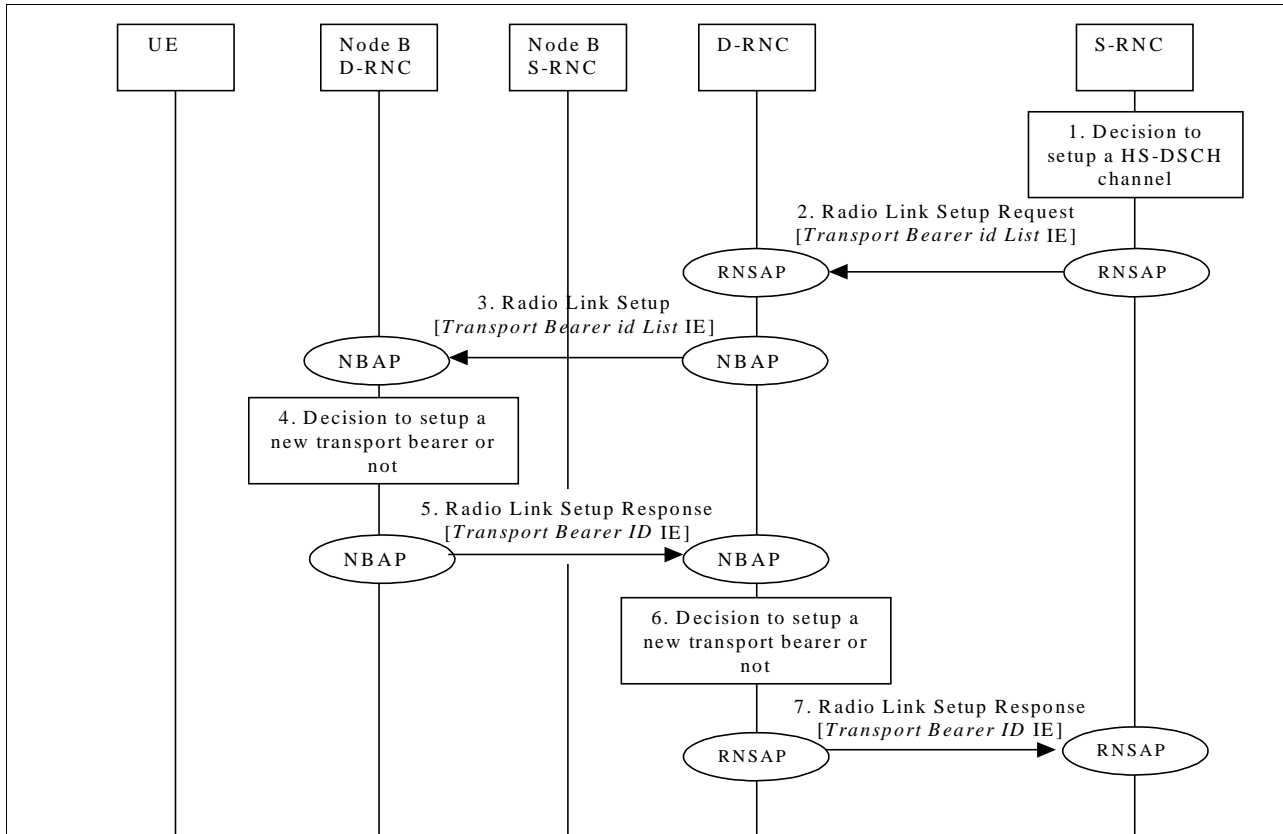 UE
Node B
D-RNC
Node B
S-RNC
D-RNC
S-RNC
1. Decision to
setup a HS-DSCH
channel
2. Radio Link Setup Request
[Transport Bearer id List IE]
RNSAP
RNSAP
3. Radio Link Setup
[Transport Bearer id List IE]
NBAP
NBAP
4. Decision to setup a
new transport bearer or
not
5. Radio Link Setup Response
[Transport Bearer ID IE]
NBAP
NBAP
6. Decision to setup a
new transport bearer or
not
7. Radio Link Setup Response
[Transport Bearer ID IE]
RNSAP
RNSAP